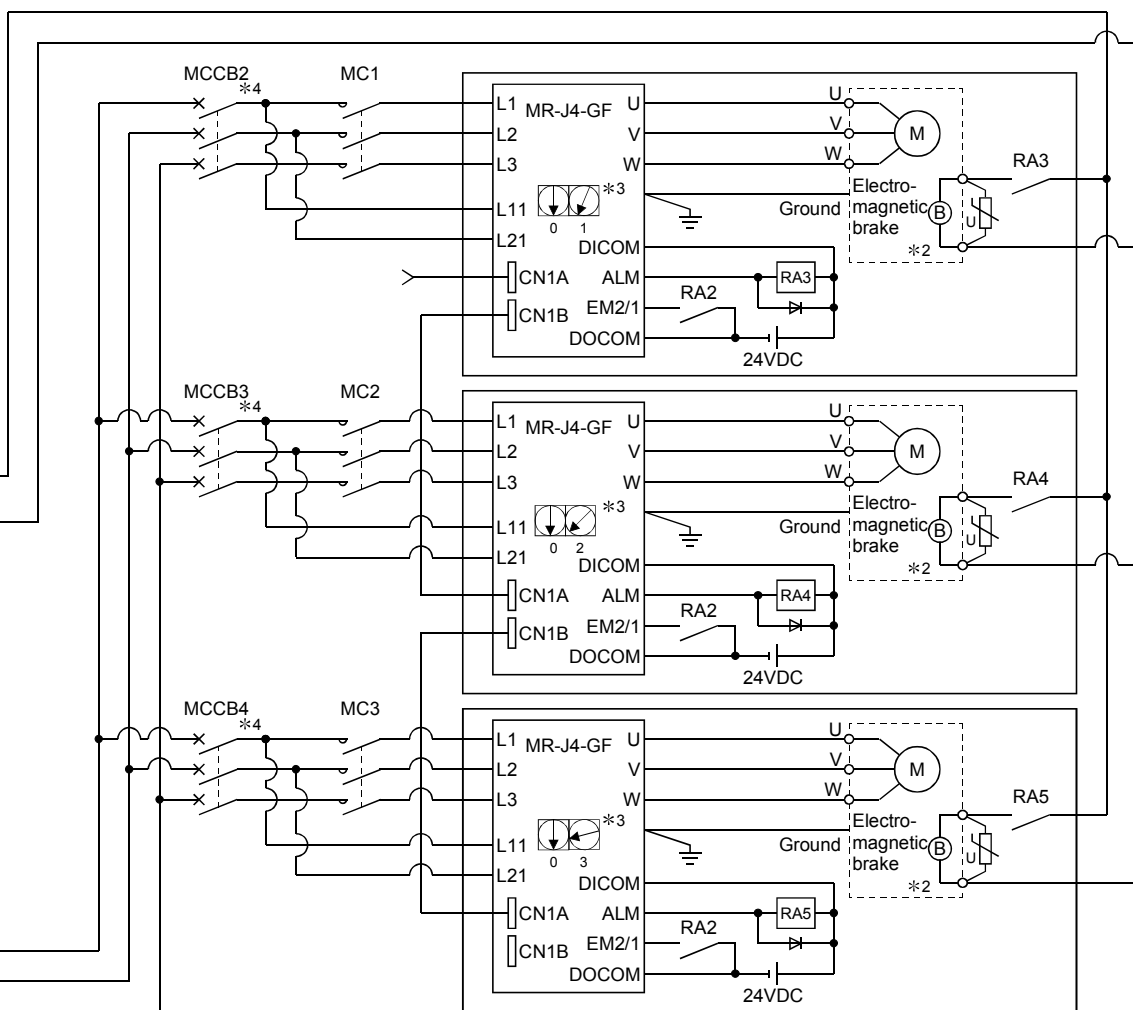 MCCB2 MC1
*4
L1 MR-J4-GF U U
L2 V V M
L3 W W RA3
*3 Electro-
Ground magnetic B U
L11 0 1 brake
L21 DICOM *2
CN1A ALM RA3
EM2/1 RA2
CN1B DOCOM
24VDC
MCCB3 MC2
*4
L1 MR-J4-GF U U
L2 V V M
L3 W W RA4
*3 Electro-
L11 Ground magnetic B U
0 2 brake
L21 DICOM *2
CN1A ALM RA4
RA2
CN1B EM2/1
DOCOM
24VDC
MCCB4 MC3
*4
L1 MR-J4-GF U U
L2 V V M
L3 W W RA5
*3 Electro-
L11 Ground magnetic B U
0 3 brake
L21 DICOM *2
CN1A ALM RA5
RA2
CN1B EM2/1
DOCOM
24VDC